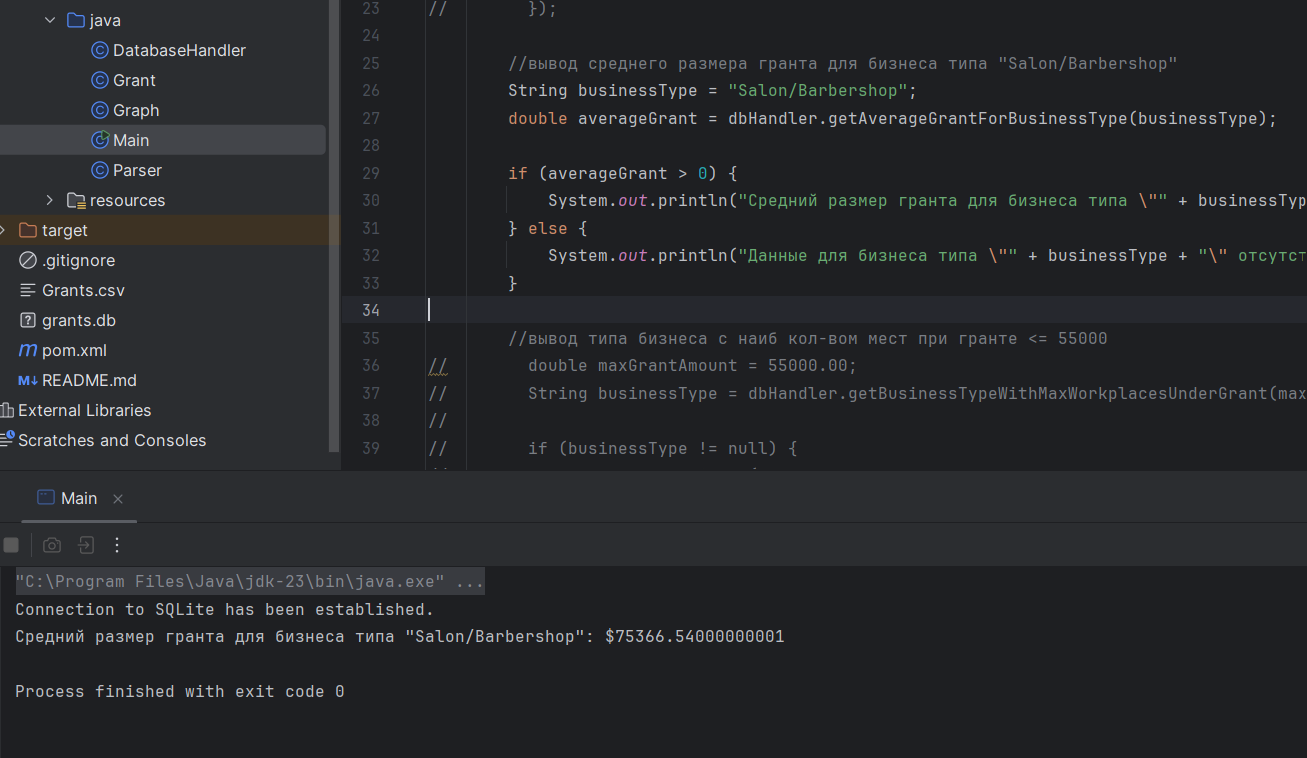 java
DatabaseHandler
Grant
Graph
Main
Parser
resources
target
.gitignore
Grants.csv
grants.db
pom.xml
README.md
External Libraries
Scratches and Consoles
23 // });
24
25 //вывод среднего размера гранта для бизнеса типа "Salon/Barbershop"
26 String businessType = "Salon/Barbershop";
27 double averageGrant = dbHandler.getAverageGrantForBusinessType(businessType);
28
29 if (averageGrant > 0) {
30 System.out.println("Средний размер гранта для бизнеса типа \"" + businessTyp
31 } else {
32 System.out.println("Данные для бизнеса типа \"" + businessType + "\" отсутст
33 }
34
35 //вывод типа бизнеса с наиб кол-вом мест при гранте <= 55000
36 // double maxGrantAmount = 55000.00;
37 // String businessType = dbHandler.getBusinessTypeWithMaxWorkplacesUnderGrant(max
38 //
39 // if (businessType != null) {
Main
"C:\Program Files\Java\jdk-23\bin\java.exe" ...
Connection to SQLite has been established.
Средний размер гранта для бизнеса типа "Salon/Barbershop": $75366.54000000001
Process finished with exit code 0